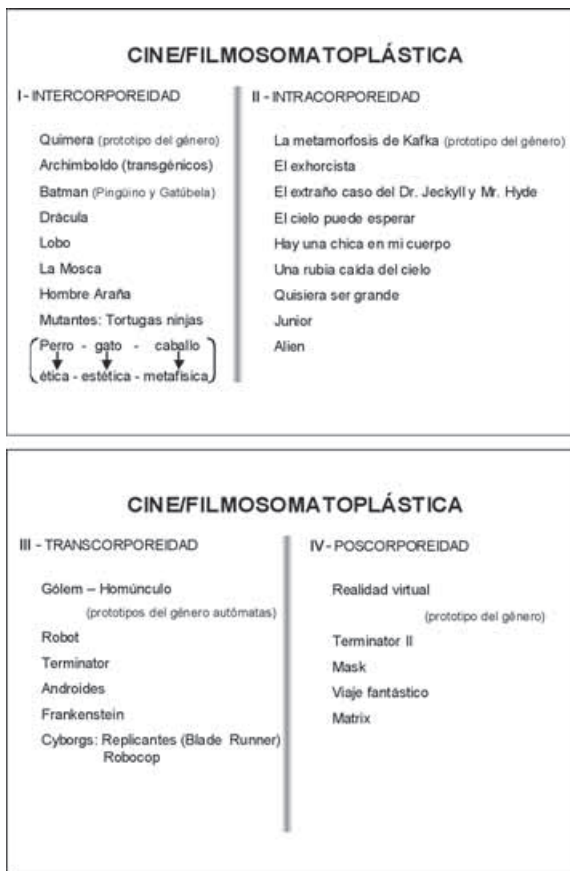 CINE/FILMOSOMATOPLÁSTICA
I - INTERCORPOREIDAD
Quimera (prototipo del género)
Archimboldo (transgénicos)
Batman (Pingüino y Gatúbela)
Drácula
Lobo
La Mosca
Hombre Araña
Mutantes: Tortugas ninjas
Perro - gato - caballo
ética - estética - metafísica
II - INTRACORPOREIDAD
La metamorfosis de Kafka (prototipo del género)
El exhorcista
El extraño caso del Dr. Jeckyll y Mr. Hyde
El cielo puede esperar
Hay una chica en mi cuerpo
Una rubia caída del cielo
Quisiera ser grande
Junior
Alien
CINE/FILMOSOMATOPLÁSTICA
III - TRANSCORPOREIDAD
Gólem – Homúnculo
(prototipos del género autómatas)
Robot
Terminator
Androides
Frankenstein
Cyborgs: Replicantes (Blade Runner)
Robocop
IV - POSCORPOREIDAD
Realidad virtual
(prototipo del género)
Terminator II
Mask
Viaje fantástico
Matrix